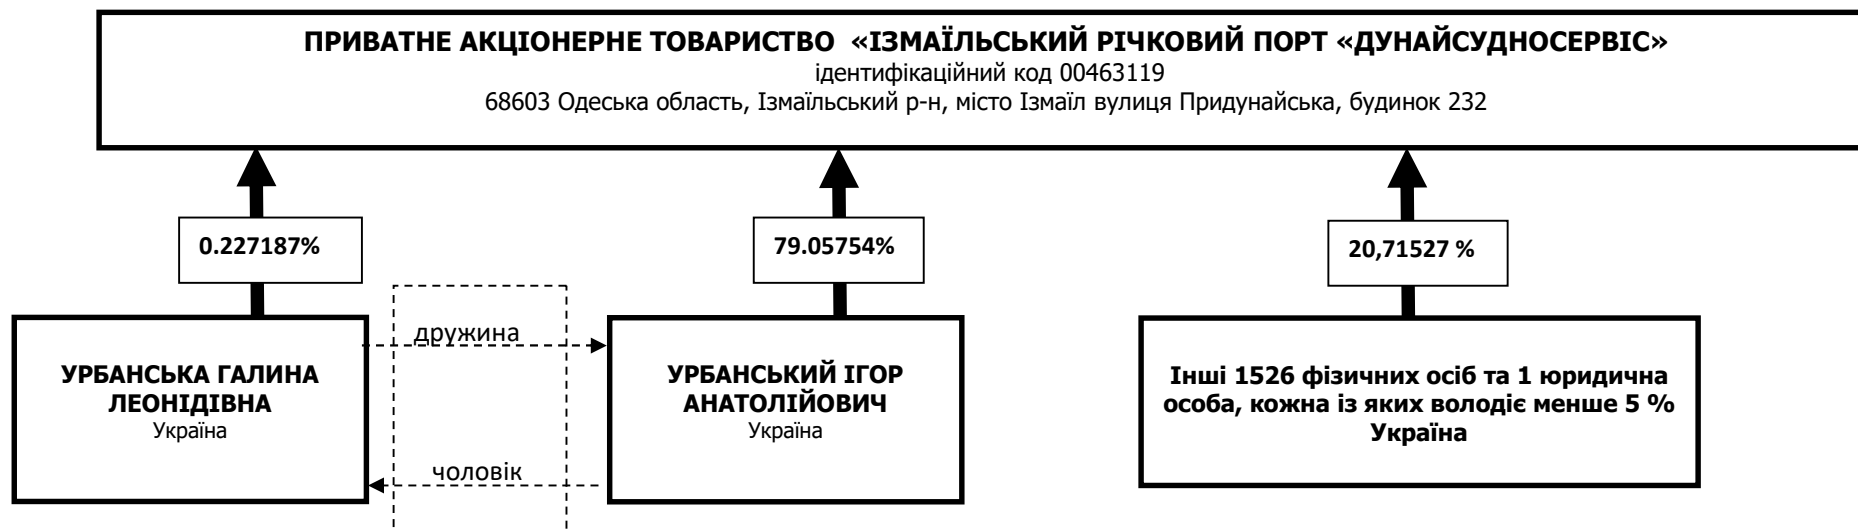 ПРИВАТНЕ АКЦІОНЕРНЕ ТОВАРИСТВО «ІЗМАЇЛЬСЬКИЙ РІЧКОВИЙ ПОРТ «ДУНАЙСУДНОСЕРВІС»
ідентифікаційний код 00463119
68603 Одеська область, Ізмаїльський р-н, місто Ізмаїл вулиця Придунайська, будинок 232
0.227187%
79.05754%
20,71527 %
дружина
УРБАНСЬКА ГАЛИНА
ЛЕОНІДІВНА
Україна
УРБАНСЬКИЙ ІГОР
АНАТОЛІЙОВИЧ
Україна
Інші 1526 фізичних осіб та 1 юридична
особа, кожна із яких володіє менше 5 %
Україна
чоловік